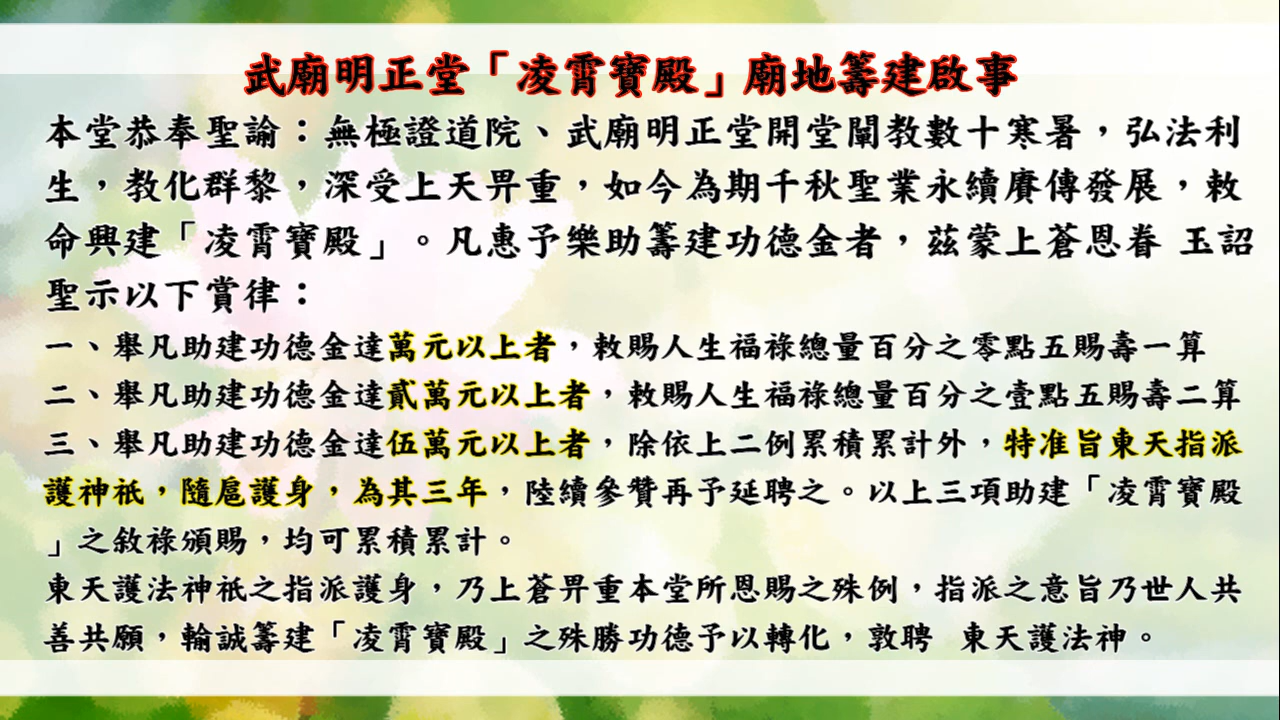 武廟明正堂「凌霄寶殿」廟地籌建啟事
本堂恭奉聖諭：無極證道院、武廟明正堂開堂闡教數十寒暑，弘法利
生，教化群黎，深受上天畀重，如今為期千秋聖業永續賡傳發展，敕
命興建「凌霄寶殿」。凡惠予樂助籌建功德金者，茲蒙上蒼恩眷 玉詔
聖示以下賞律：
一、舉凡助建功德金達萬元以上者，敕賜人生福祿總量百分之零點五賜壽一算
二、舉凡助建功德金達貳萬元以上者，敕賜人生福祿總量百分之壹點五賜壽二算
三、舉凡助建功德金達伍萬元以上者，除依上二例累積累計外，特准旨東天指派
護神祇，隨扈護身，為其三年，陸續參贊再予延聘之。以上三項助建「凌霄寶殿
」之敘祿頒賜，均可累積累計。
東天護法神祇之指派護身，乃上蒼畀重本堂所恩賜之殊例，指派之意旨乃世人共
善共願，輸誠籌建「凌霄寶殿」之殊勝功德予以轉化，敦聘 東天護法神。